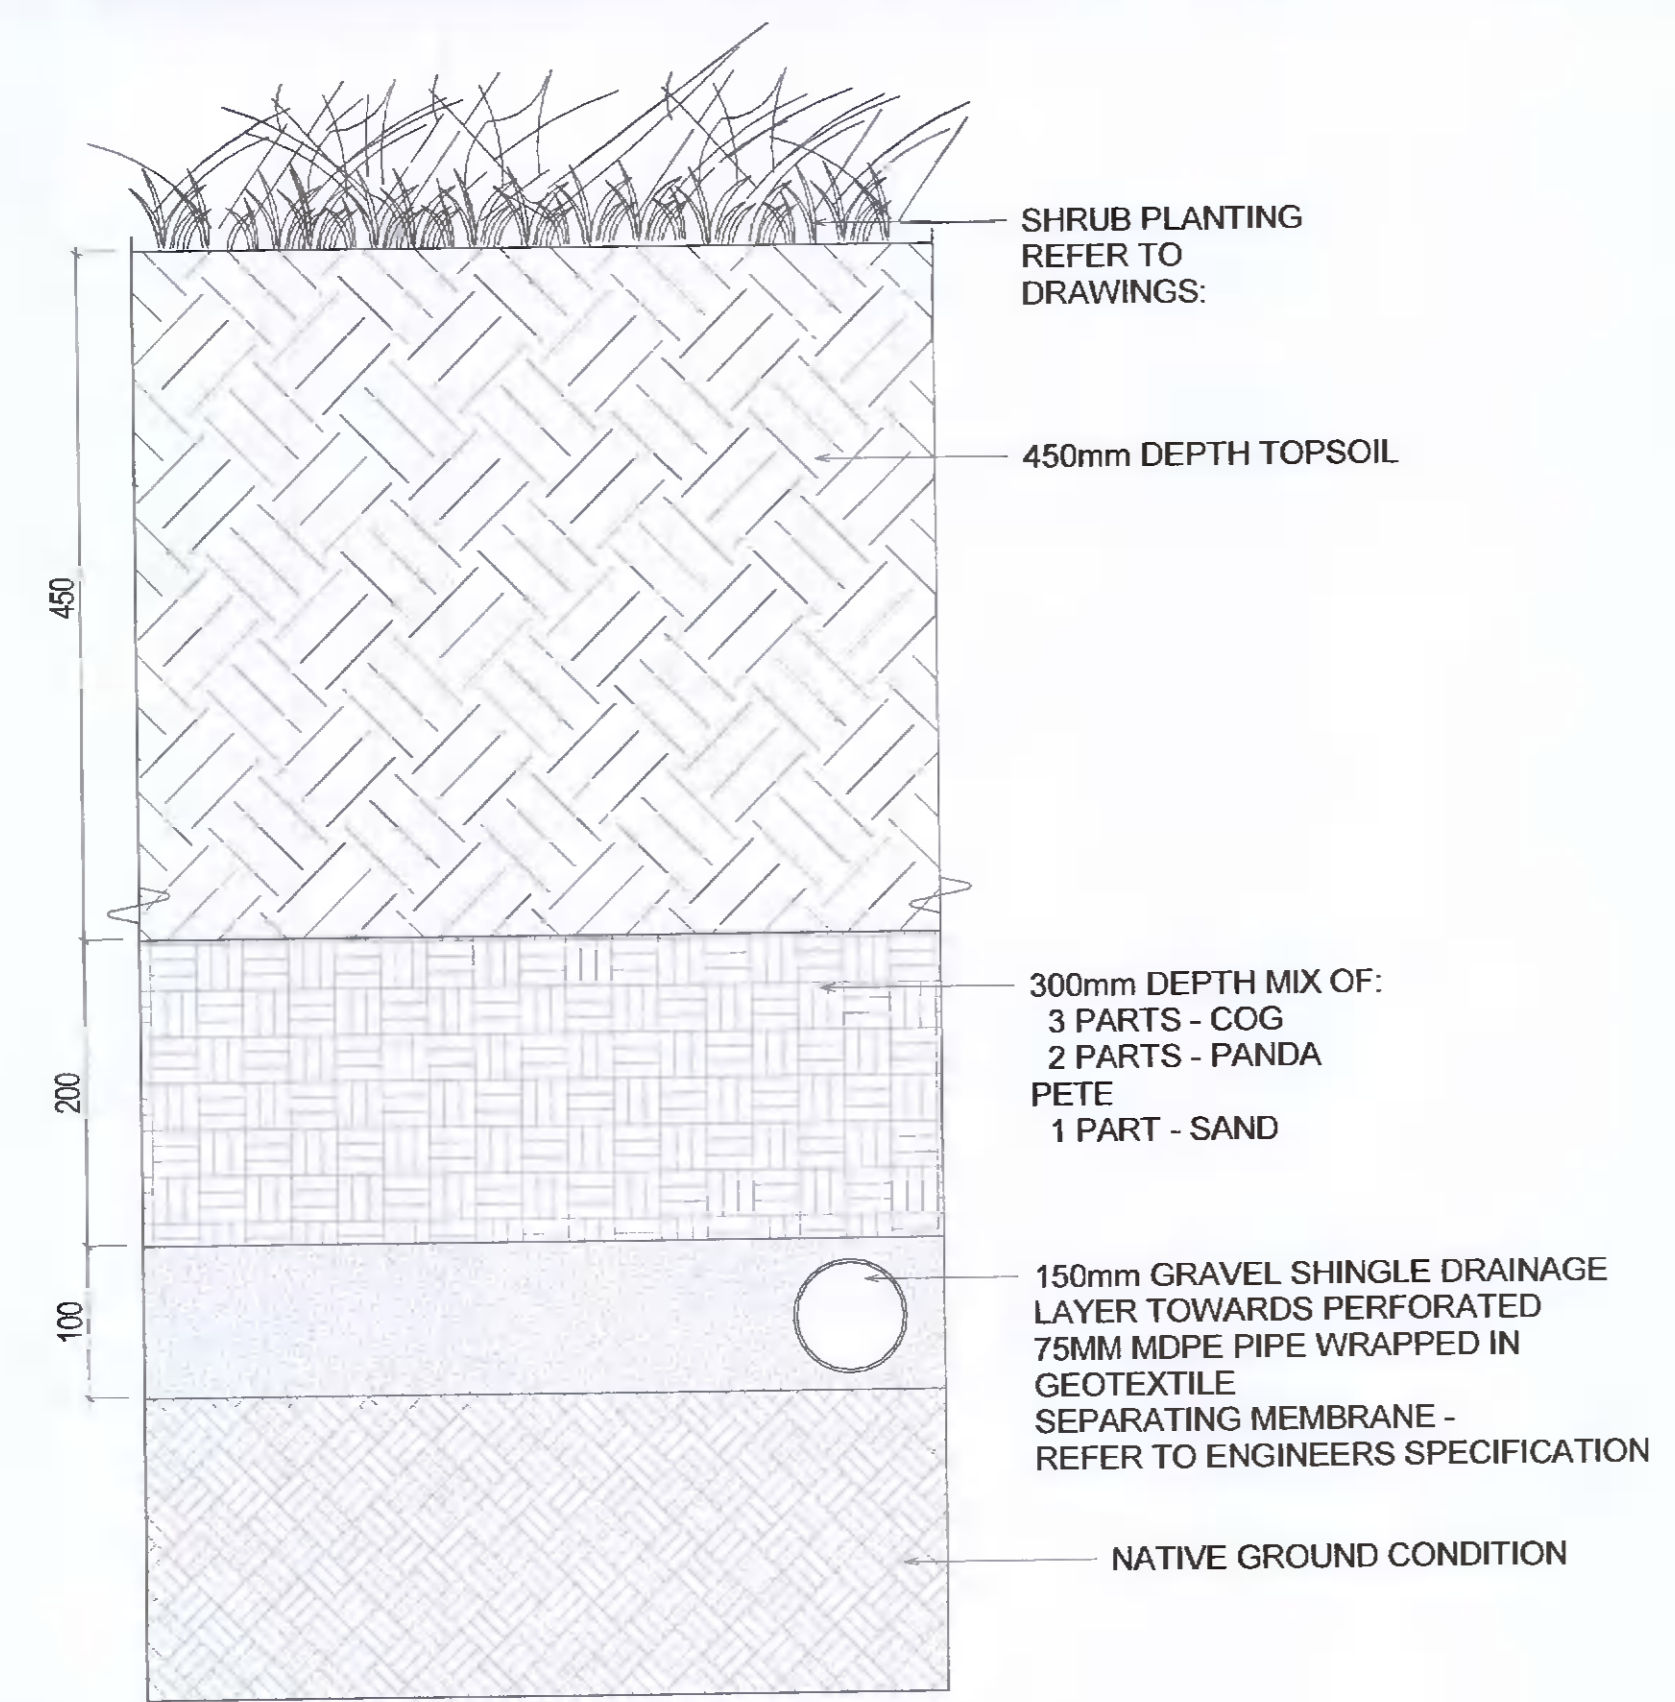 SHRUB PLANTING
REFER TO
DRAWINGS:
450mm DEPTH TOPSOIL
450
300mm DEPTH MIX OF:
3 PARTS - COG
2 PARTS - PANDA
PETE
1 PART - SAND
200
150mm GRAVEL SHINGLE DRAINAGE
LAYER TOWARDS PERFORATED
75MM MDPE PIPE WRAPPED IN
GEOTEXTILE
SEPARATING MEMBRANE -
REFER TO ENGINEERS SPECIFICATION
100
NATIVE GROUND CONDITION